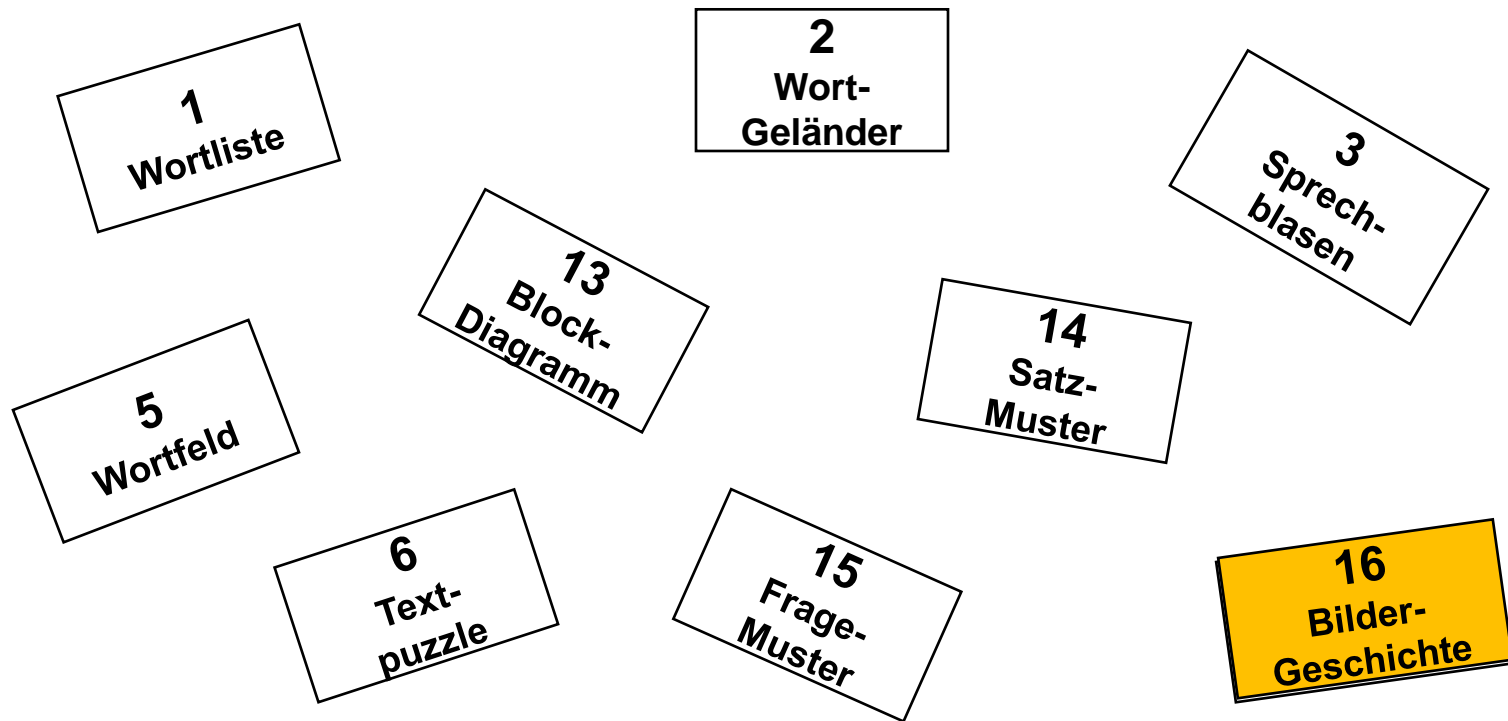 1
Wortliste
2
Wort-
Geländer
3
Sprech-
blasen
13
Block-
Diagramm
14
Satz-
Muster
5
Wortfeld
6
Text-
puzzle
15
Frage-
Muster
16
Bilder-
Geschichte